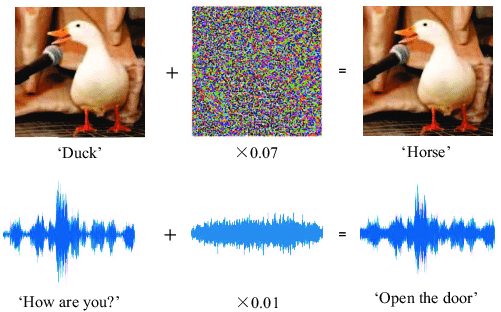 + =
‘Duck’ ×0.07 ‘Horse’
+ =
‘How are you?’ ×0.01 ‘Open the door’